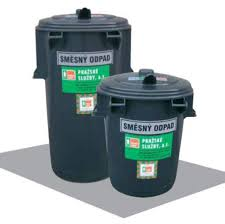 SMĚSNÝ ODPAD
PRAŽSKÉ
SLUŽBY, a.s.
SMĚSNÝ ODPAD
PRAŽSKÉ
SLUŽBY, a.s.